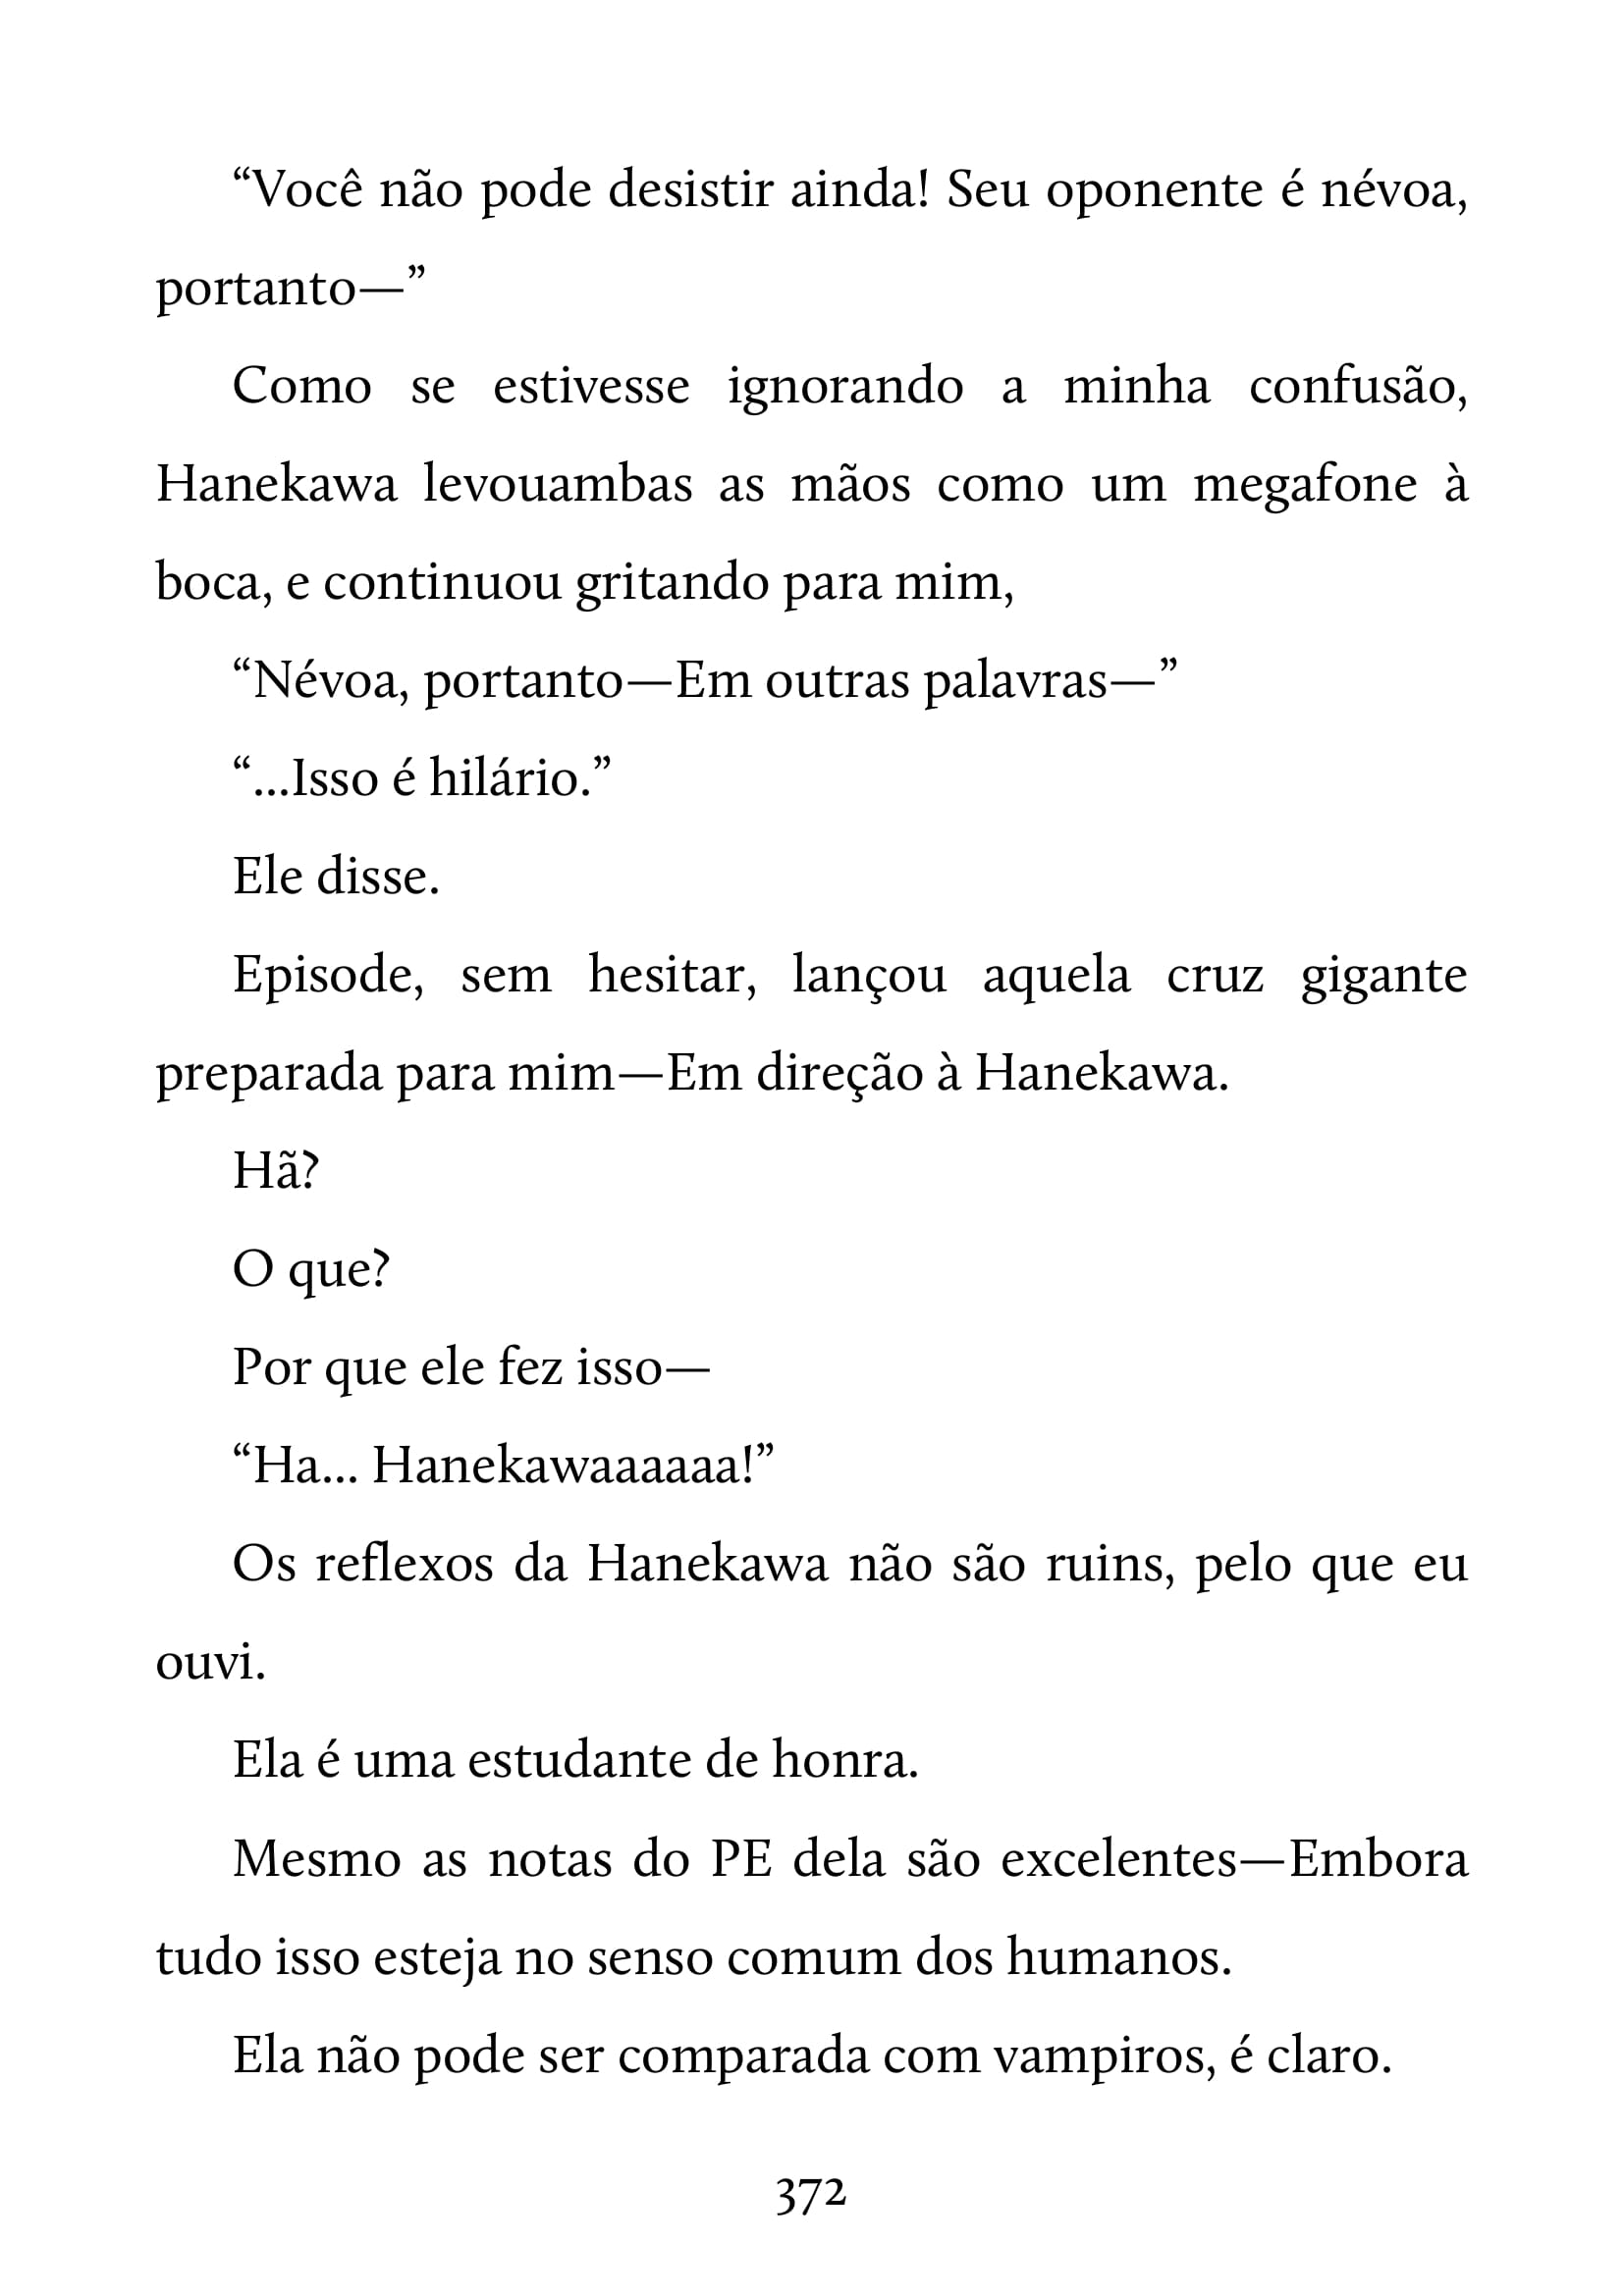 “Você não pode desistir ainda! Seu oponente é névoa,
portanto—”
Como se estivesse ignorando a minha confusão,
Hanekawa levouambas as mãos como um megafone à
boca, e continuou gritando para mim,
“Névoa, portanto—Em outras palavras—”
“...Isso é hilário.”
Ele disse.
Episode, sem hesitar, lançou aquela cruz gigante
preparada para mim—Em direção à Hanekawa.
Hã?
O que?
Por que ele fez isso—
“Ha... Hanekawaaaaaa!”
Os reflexos da Hanekawa não são ruins, pelo que eu
ouvi.
Ela é uma estudante de honra.
Mesmo as notas do PE dela são excelentes—Embora
tudo isso esteja no senso comum dos humanos.
Ela não pode ser comparada com vampiros, é claro.
372